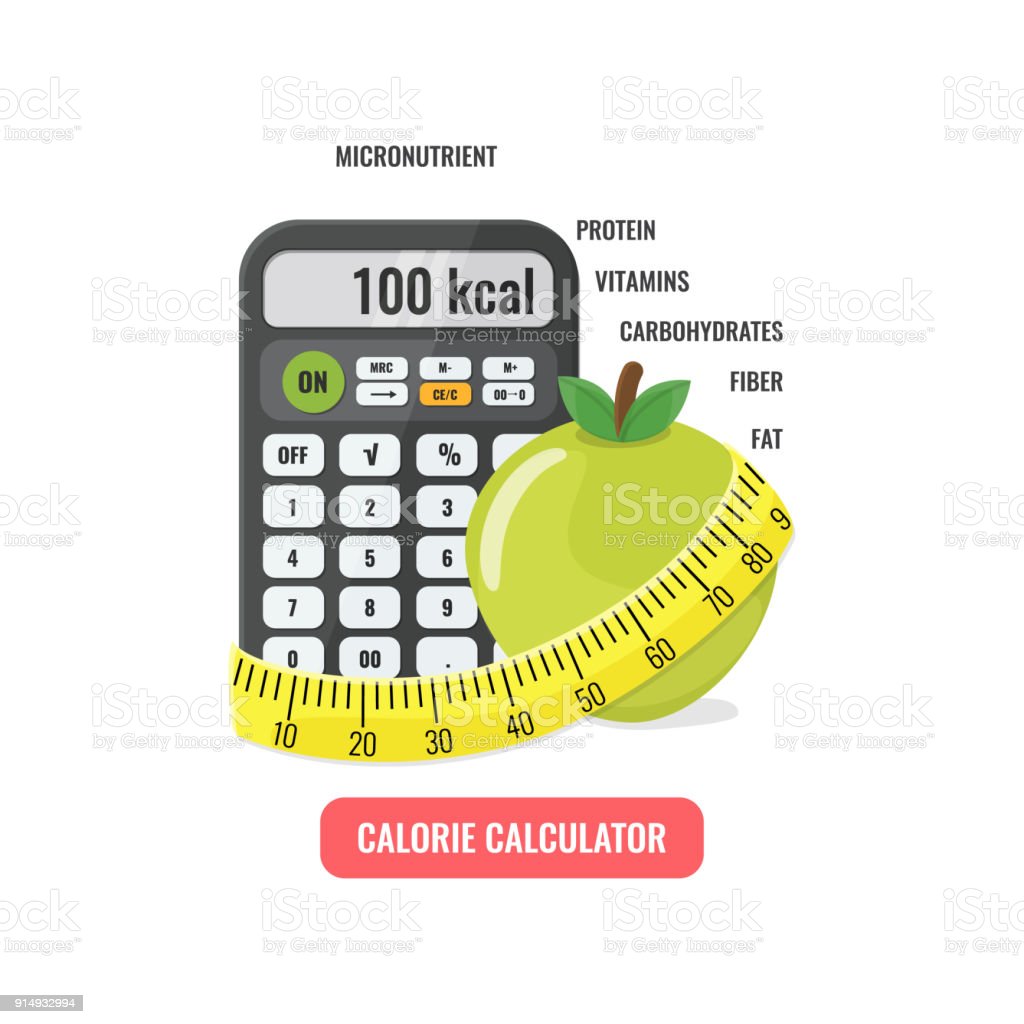 iStock
by Getty Images™
MICRONUTRIENT
PROTEIN
100 kcal
VITAMINS
CARBOHYDRATES
ON
MRC
M-
M+
CE/C
00→0
FIBER
FAT
OFF
√
%
1
2
3
4
5
6
7
8
9
0
00
.
10
20
30
40
50
60
70
80
9
CALORIE CALCULATOR
914932994